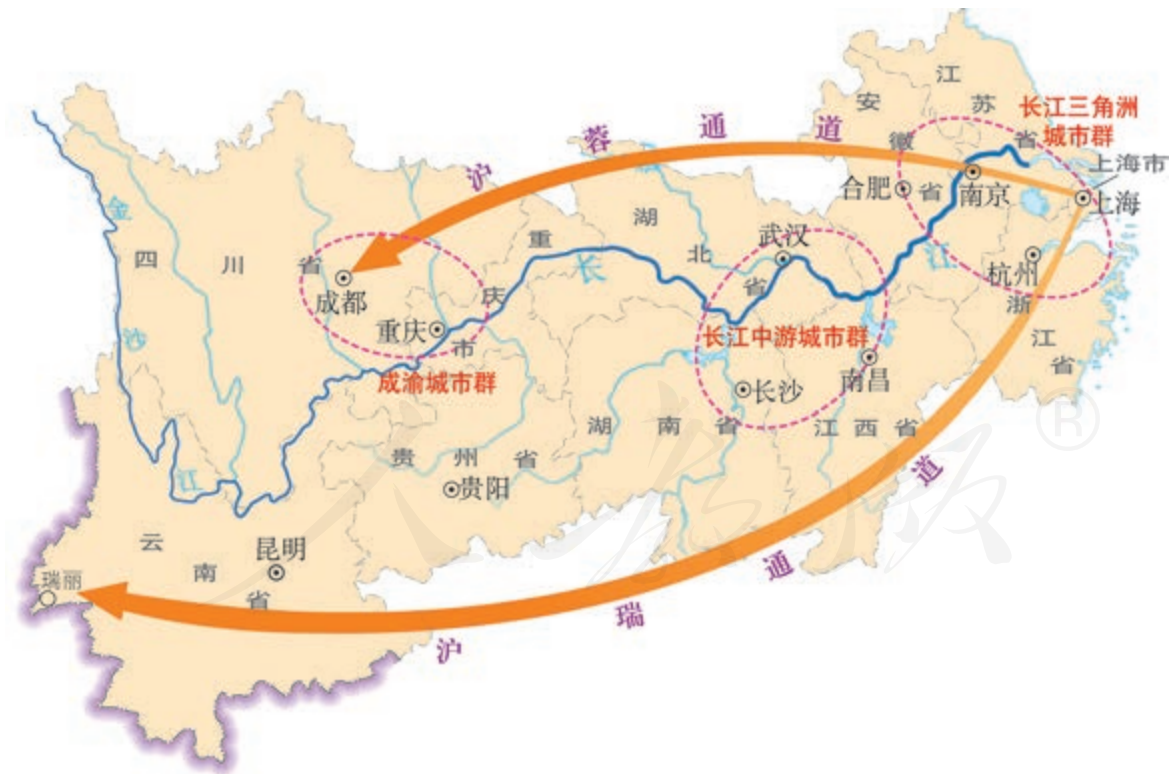 江苏省
安徽省
长江三角洲
城市群
上海市
上海
南京
合肥
杭州
浙江省
沪蓉通道
湖北省
武汉
重庆市
四川省
金沙江
长江
成都
重庆
成渝城市群
长江中游城市群
南昌
长沙
湖南省
江西省
贵州省
贵阳
云南省
昆明
瑞丽
沪瑞通道
人教版
®